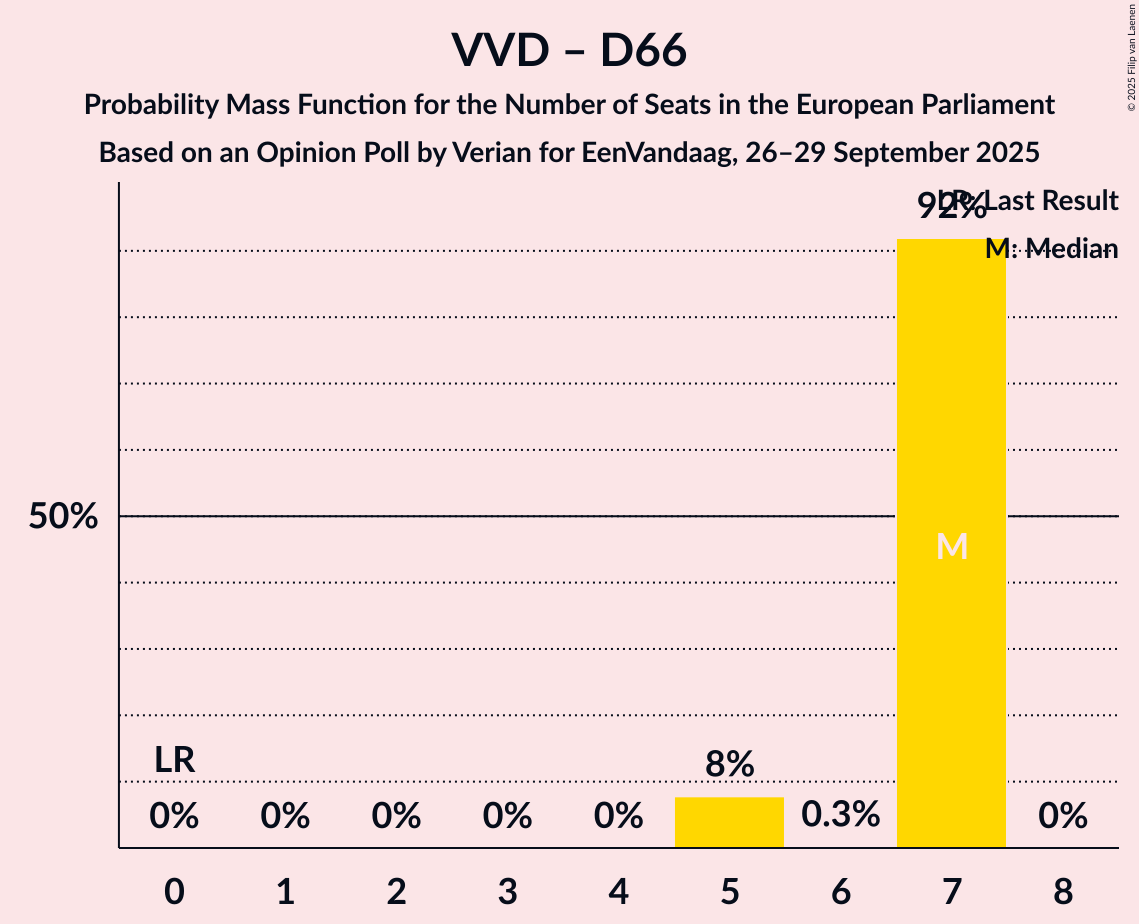 VVD – D66
Probability Mass Function for the Number of Seats in the European Parliament
Based on an Opinion Poll by Verian for EenVandaag, 26–29 September 2025
© 2025 Filip van Laenen
LR: Last Result
M: Median
92%
50%
M
LR
8%
0% 0% 0% 0% 0% 0.3% 0%
0 1 2 3 4 5 6 7 8